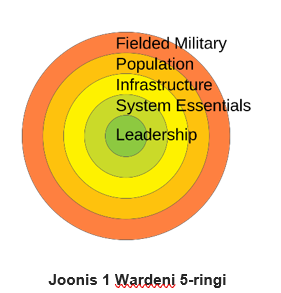 Fielded Military
Population
Infrastructure
System Essentials
Leadership
Joonis 1 Wardeni 5-ringi